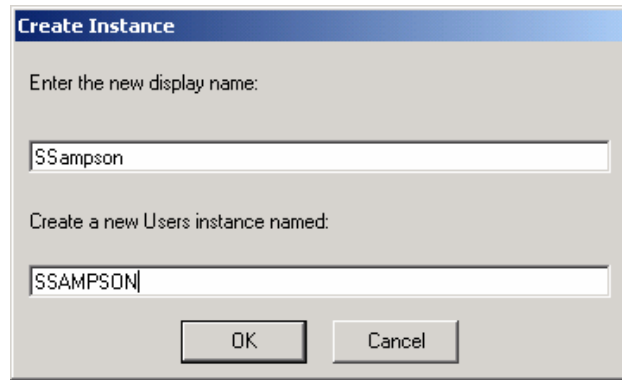 Create Instance
Enter the new display name:
SSampson
Create a new Users instance named:
SSAMPSON
OK Cancel